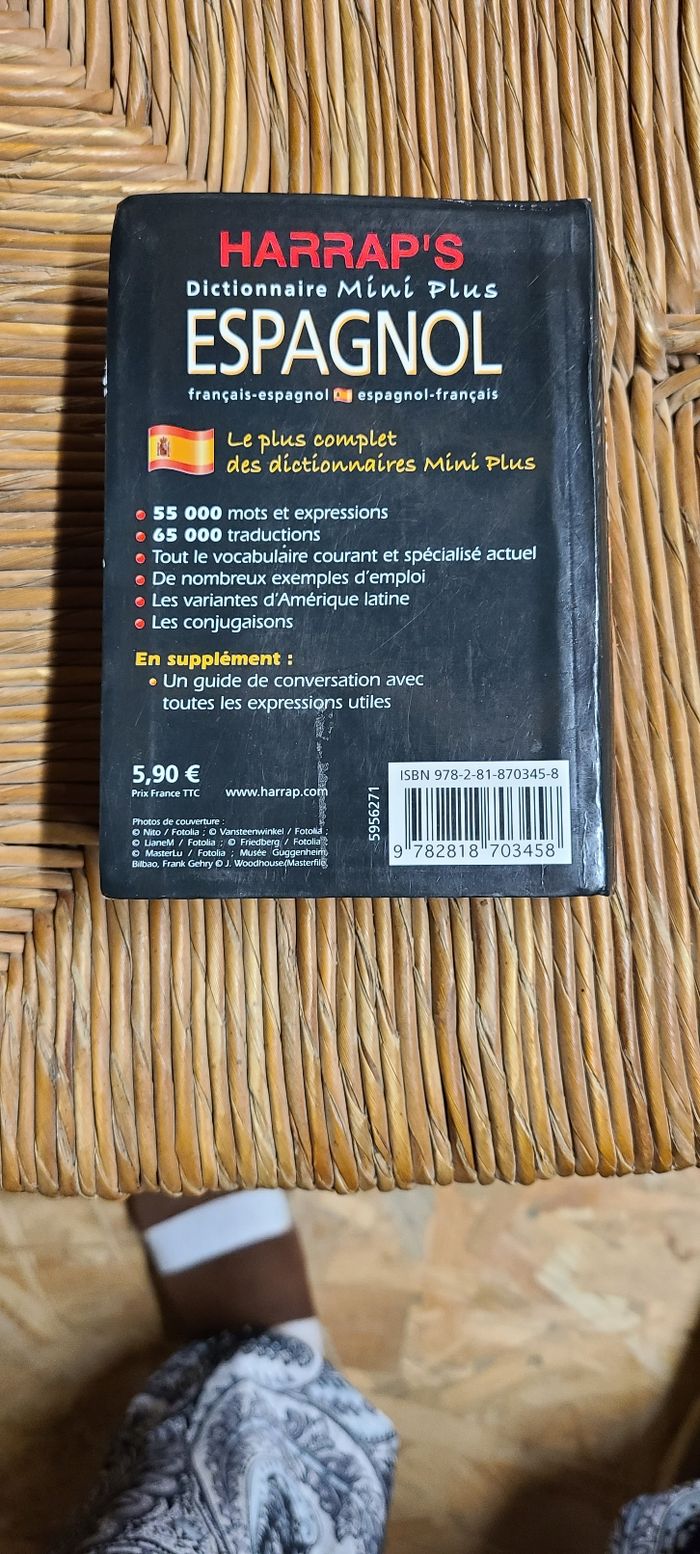 HARRAP'S
Dictionnaire Mini Plus
ESPAGNOL
français-espagnol espagnol-français
Le plus complet
des dictionnaires Mini Plus
• 55 000 mots et expressions
• 65 000 traductions
• Tout le vocabulaire courant et spécialisé actuel
• De nombreux exemples d'emploi
• Les variantes d'Amérique latine
• Les conjugaisons
En supplément :
• Un guide de conversation avec
toutes les expressions utiles
5,90 €
Prix France TTC
www.harrap.com
Photos de couverture :
© Nito / Fotolia ; © Vansteenwinkel / Fotolia ;
© LianeM / Fotolia ; © Friedberg / Fotolia ;
© MasterLu / Fotolia ; Musée Guggenheim
Bilbao, Frank Gehry © J. Woodhouse/Masterfile
5956271
ISBN 978-2-81-870345-8
9 782818 703458